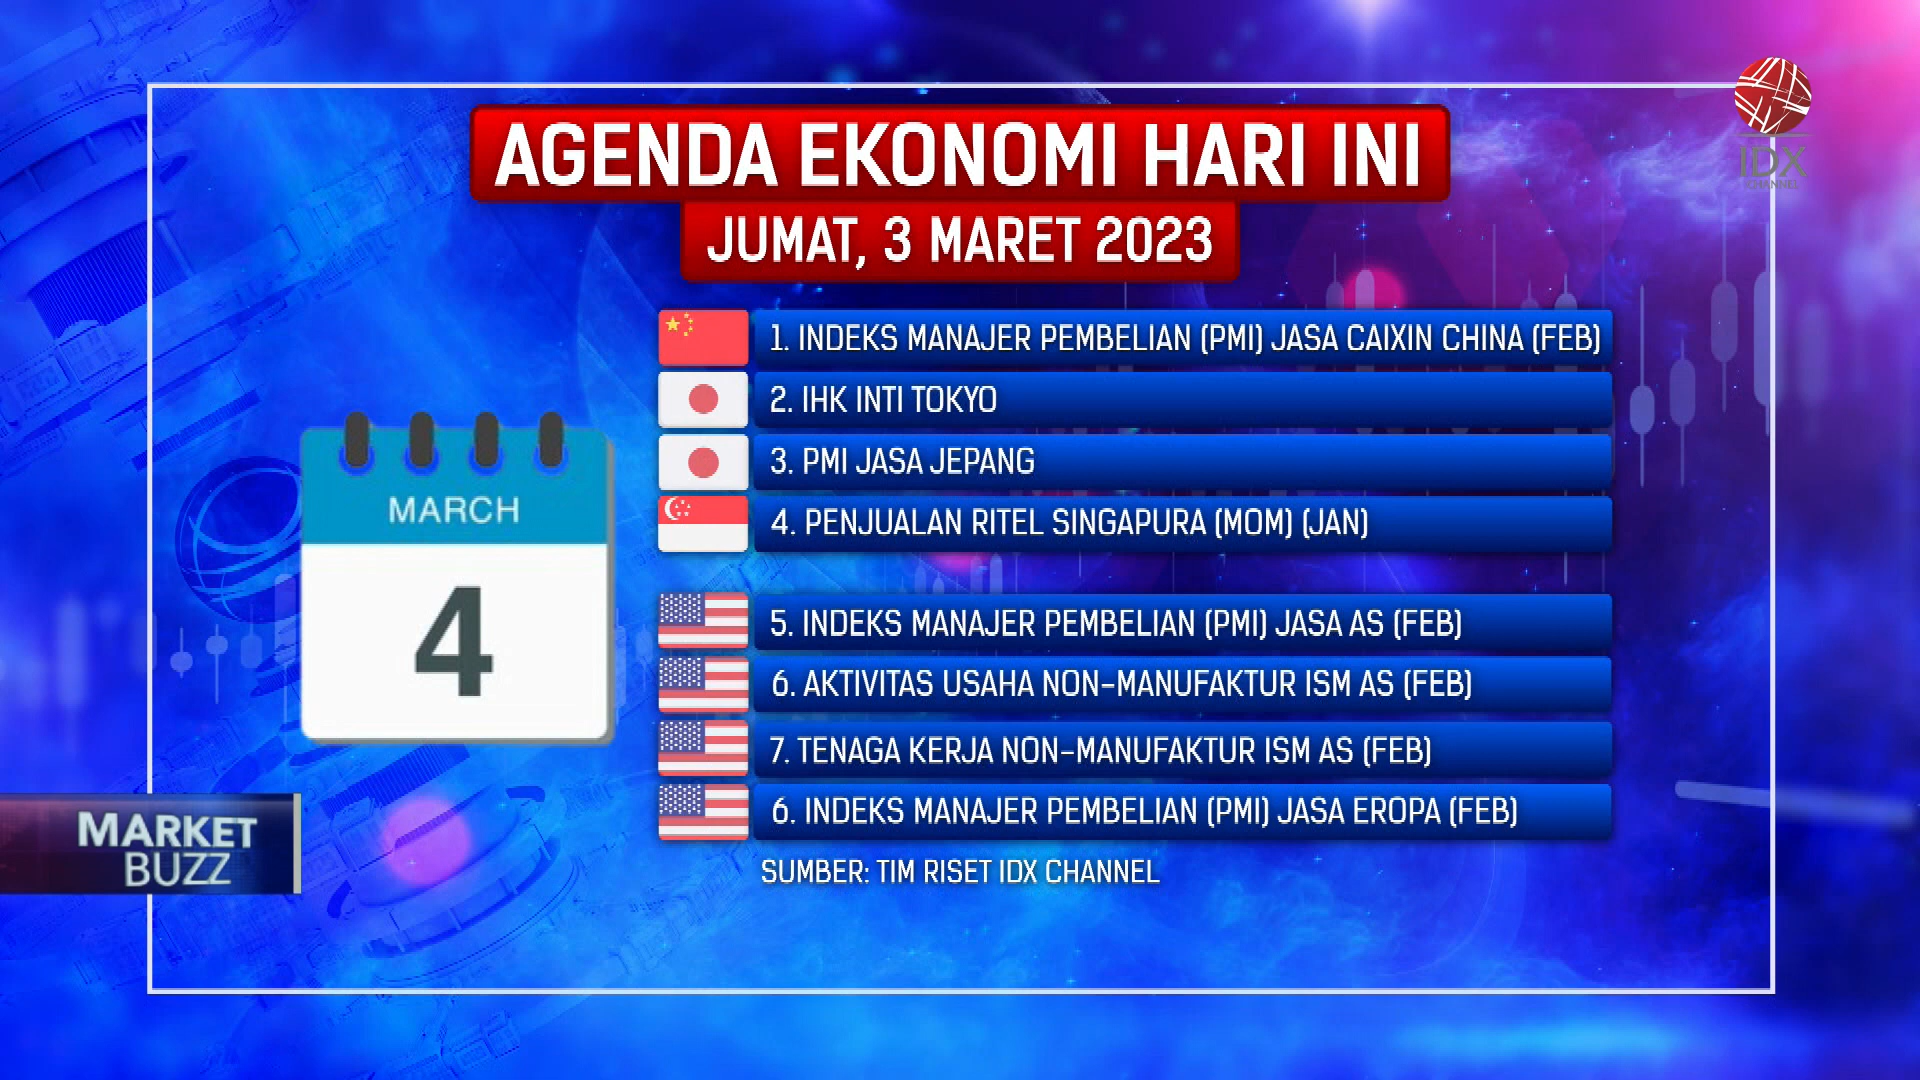 AGENDA EKONOMI HARI INI
JUMAT, 3 MARET 2023
IDX
CHANNEL
1. INDEKS MANAJER PEMBELIAN (PMI) JASA CAIXIN CHINA (FEB)
2. IHK INTI TOKYO
3. PMI JASA JEPANG
4. PENJUALAN RITEL SINGAPURA (MOM) (JAN)
MARCH
4
5. INDEKS MANAJER PEMBELIAN (PMI) JASA AS (FEB)
6. AKTIVITAS USAHA NON-MANUFAKTUR ISM AS (FEB)
7. TENAGA KERJA NON-MANUFAKTUR ISM AS (FEB)
6. INDEKS MANAJER PEMBELIAN (PMI) JASA EROPA (FEB)
SUMBER: TIM RISET IDX CHANNEL
MARKET
BUZZ